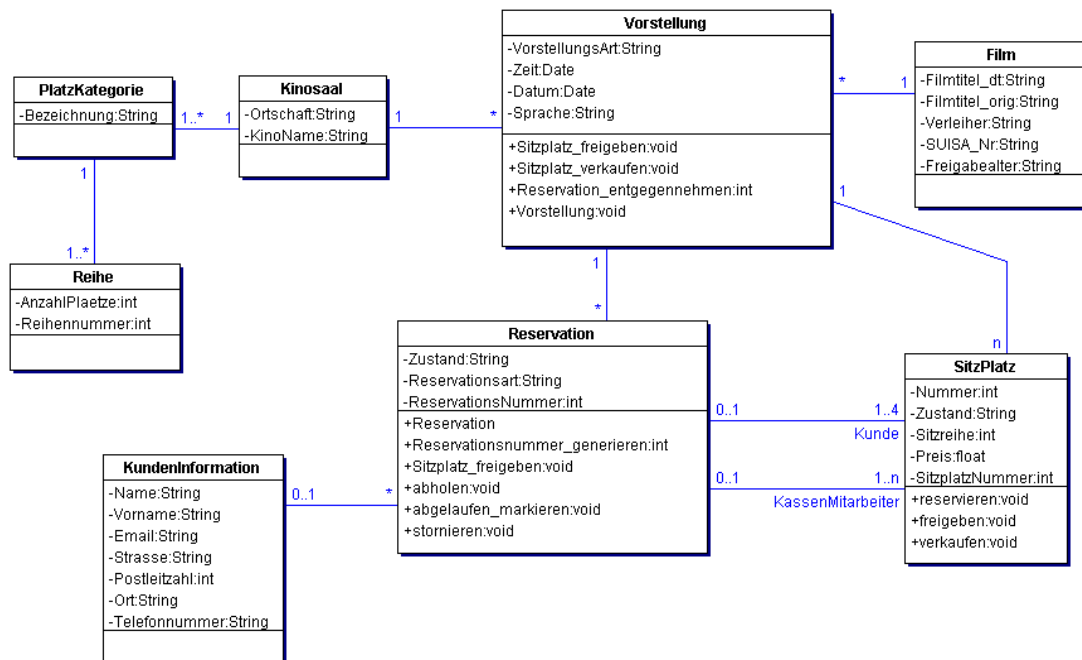 Vorstellung
-VorstellungsArt:String
-Zeit:Date
-Datum:Date
-Sprache:String
+Sitzplatz_freigeben:void
+Sitzplatz_verkaufen:void
+Reservation_entgegennehmen:int
+Vorstellung:void
Film
-Filmtitel_dt:String
-Filmtitel_orig:String
-Verleiher:String
-SUISA_Nr:String
-Freigabealter:String
* 1
PlatzKategorie
-Bezeichnung:String
1..* 1
Kinosaal
-Ortschaft:String
-KinoName:String
1 *
1
1..*
Reihe
-AnzahlPlaetze:int
-Reihennummer:int
1
*
1
n
Reservation
-Zustand:String
-Reservationsart:String
-ReservationsNummer:int
+Reservation
+Reservationsnummer_generieren:int
+Sitzplatz_freigeben:void
+abholen:void
+abgelaufen_markieren:void
+stornieren:void
0..1 1..4
Kunde
0..1 1..n
KassenMitarbeiter
SitzPlatz
-Nummer:int
-Zustand:String
-Sitzreihe:int
-Preis:float
-SitzplatzNummer:int
+reservieren:void
+freigeben:void
+verkaufen:void
KundenInformation
-Name:String
-Vorname:String
-Email:String
-Strasse:String
-Postleitzahl:int
-Ort:String
-Telefonnummer:String
0..1 *